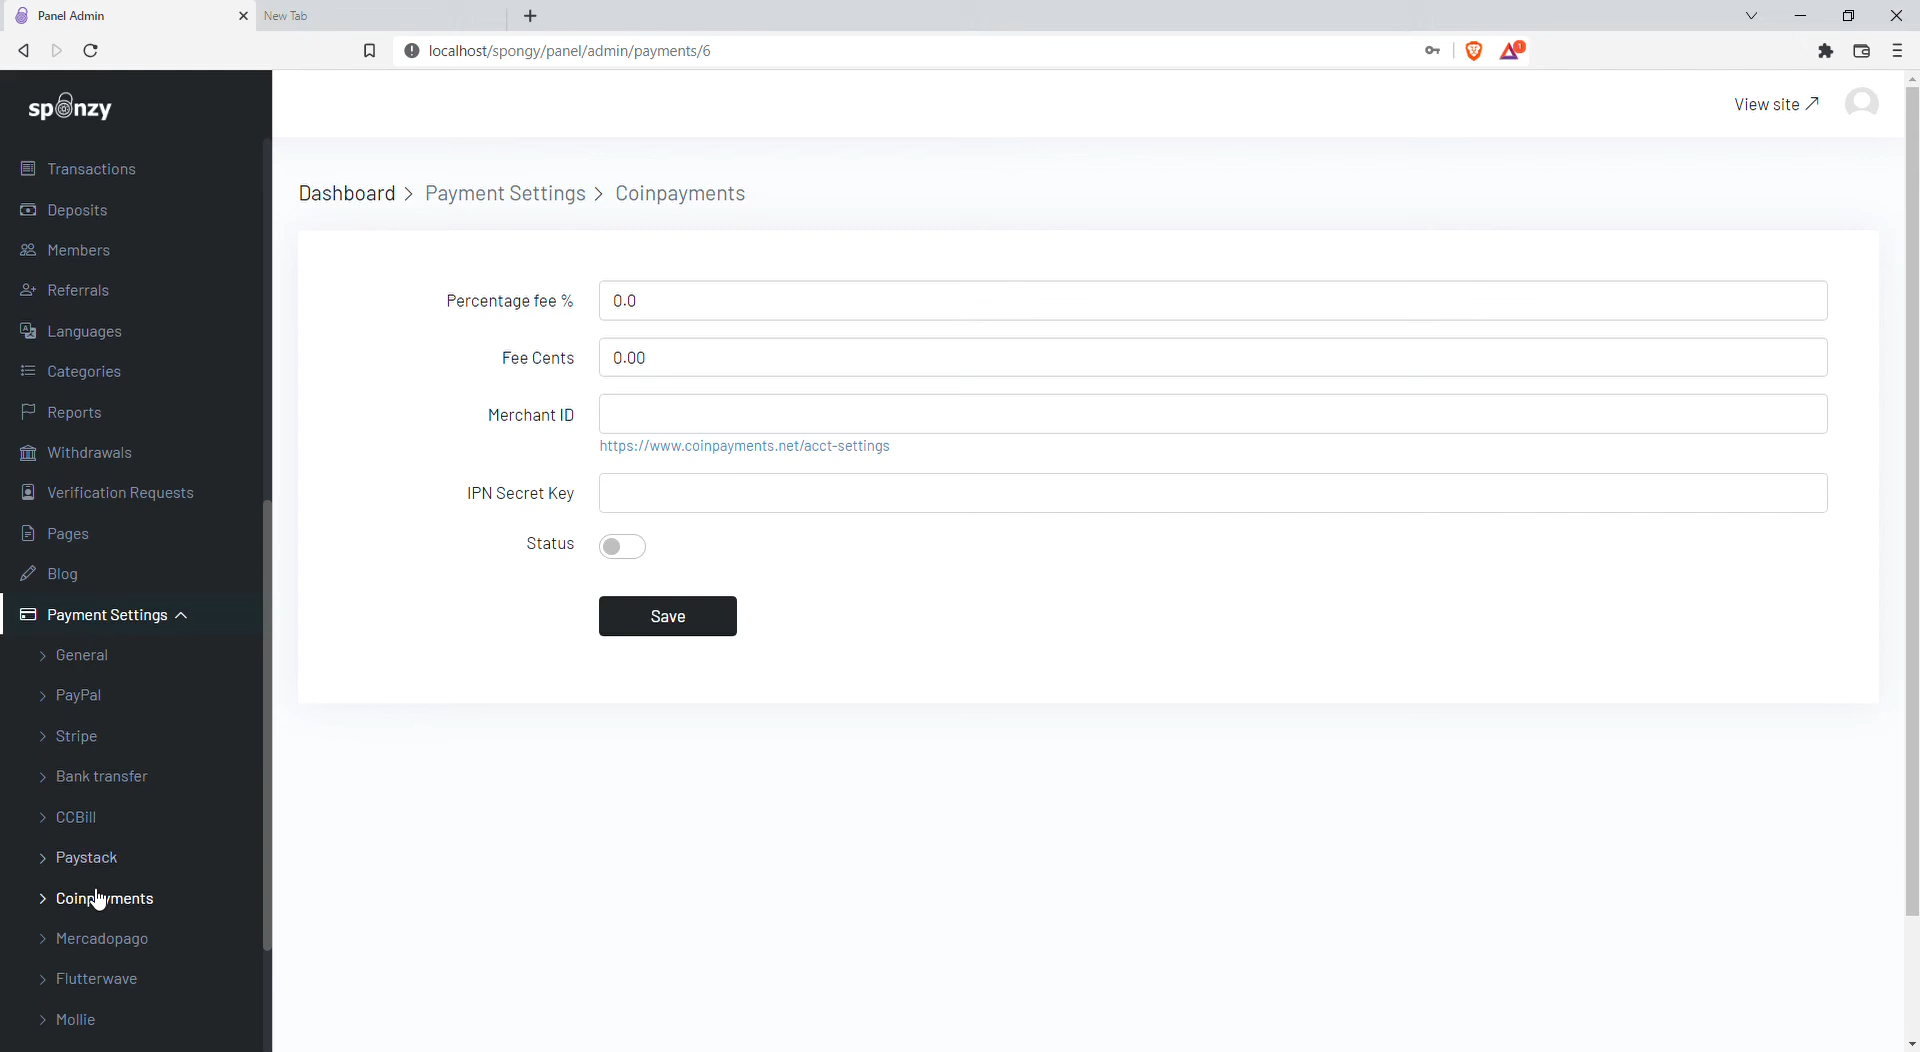 Panel Admin
New Tab
localhost/spongy/panel/admin/payments/6
1
sponzy
View site
Transactions
Deposits
Members
Referrals
Languages
Categories
Reports
Withdrawals
Verification Requests
Pages
Blog
Payment Settings
General
PayPal
Stripe
Bank transfer
CCBill
Paystack
Coinpayments
Mercadopago
Flutterwave
Mollie
Dashboard > Payment Settings > Coinpayments
Percentage fee % 0.0
Fee Cents 0.00
Merchant ID
https://www.coinpayments.net/acct-settings
IPN Secret Key
Status
Save